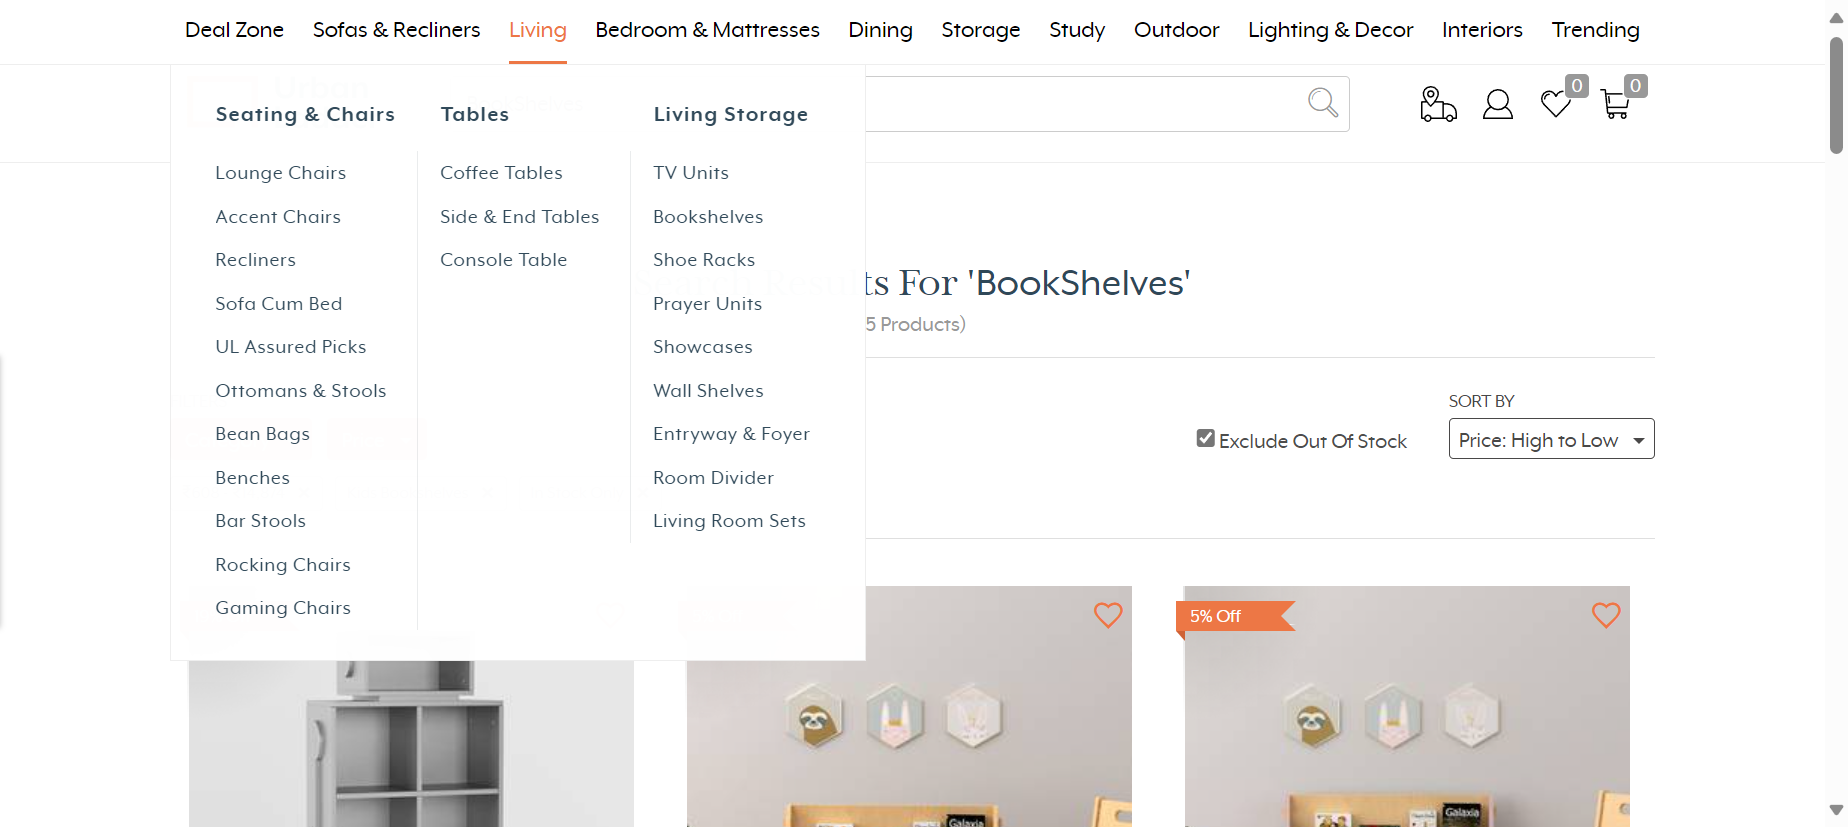 Deal Zone Sofas & Recliners Living Bedroom & Mattresses Dining Storage Study Outdoor Lighting & Decor Interiors Trending
0 0
Seating & Chairs Tables Living Storage
Lounge Chairs Coffee Tables TV Units
Accent Chairs Side & End Tables Bookshelves
Recliners Console Table Shoe Racks
ts For 'BookShelves'
Sofa Cum Bed Prayer Units
5 Products)
UL Assured Picks Showcases
Ottomans & Stools Wall Shelves
SORT BY
Bean Bags Entryway & Foyer
Exclude Out Of Stock Price: High to Low
Benches Room Divider
Bar Stools Living Room Sets
Rocking Chairs
Gaming Chairs
5% Off
Galaxia Galaxia